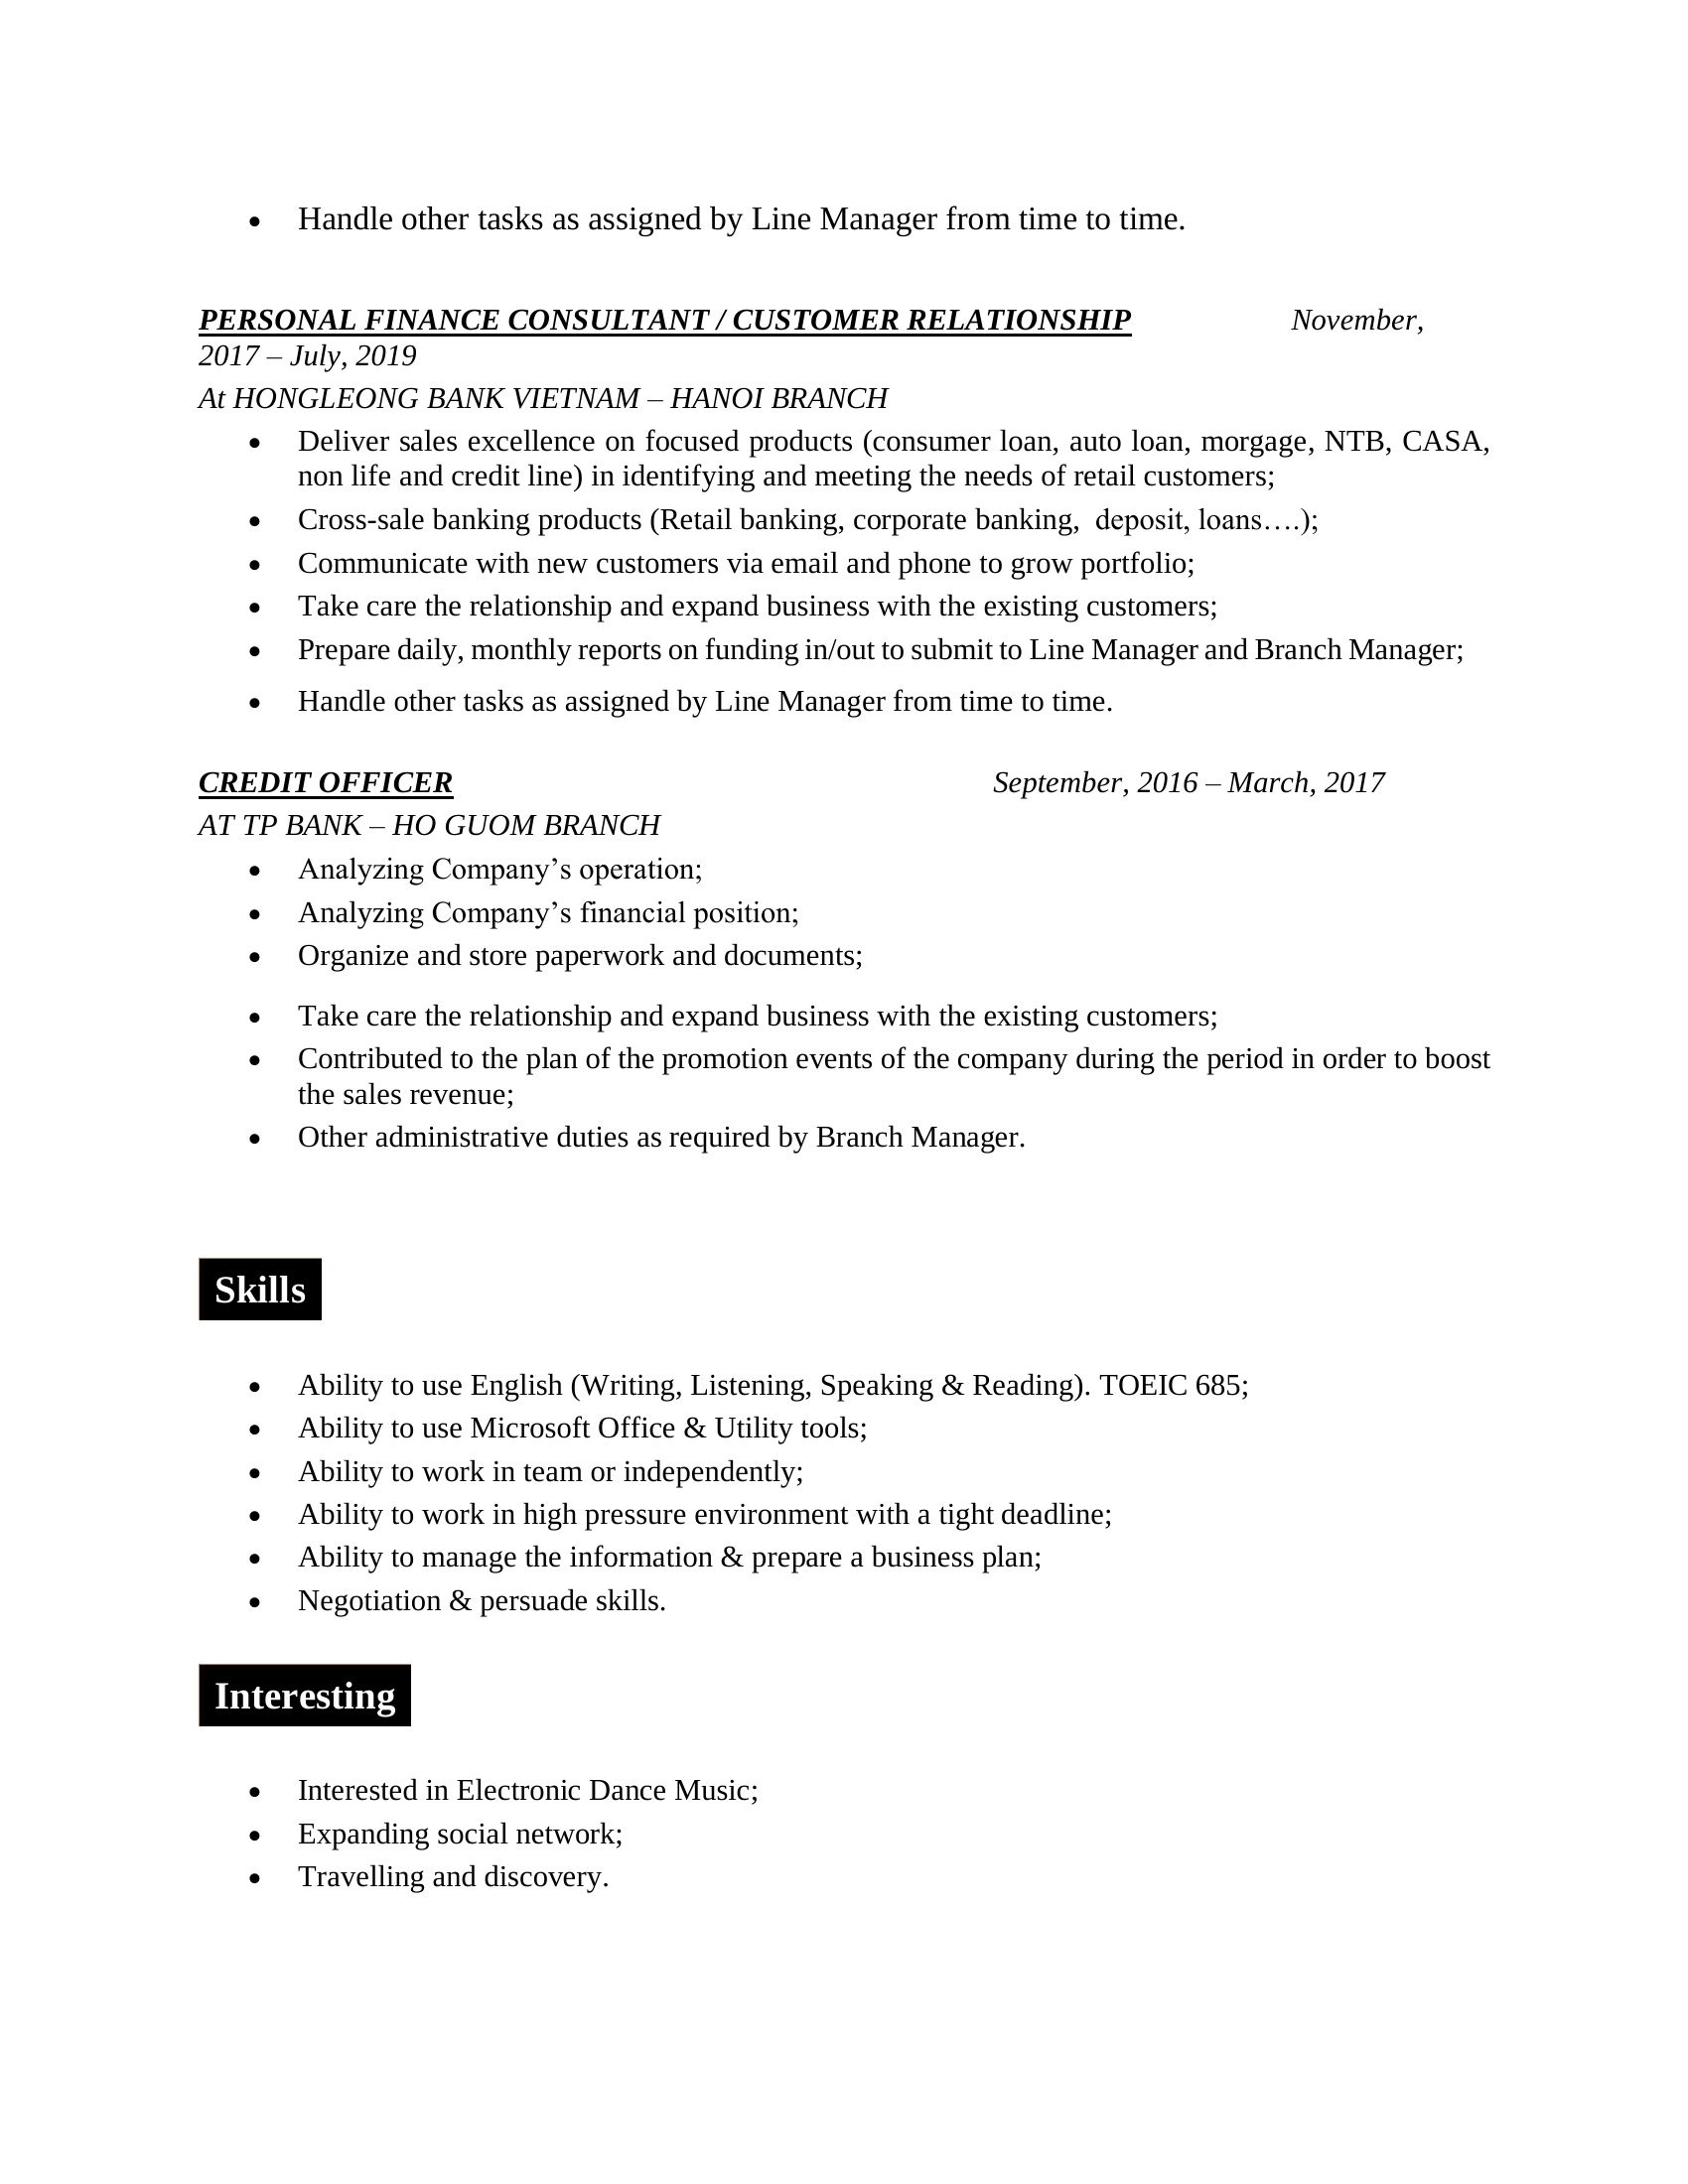 • Handle other tasks as assigned by Line Manager from time to time.
PERSONAL FINANCE CONSULTANT / CUSTOMER RELATIONSHIP November,
2017 – July, 2019
At HONGLEONG BANK VIETNAM – HANOI BRANCH
• Deliver sales excellence on focused products (consumer loan, auto loan, morgage, NTB, CASA,
non life and credit line) in identifying and meeting the needs of retail customers;
• Cross-sale banking products (Retail banking, corporate banking,  deposit, loans….);
• Communicate with new customers via email and phone to grow portfolio;
• Take care the relationship and expand business with the existing customers;
• Prepare daily, monthly reports on funding in/out to submit to Line Manager and Branch Manager;
• Handle other tasks as assigned by Line Manager from time to time.
CREDIT OFFICER September, 2016 – March, 2017
AT TP BANK – HO GUOM BRANCH
• Analyzing Company’s operation;
• Analyzing Company’s financial position;
• Organize and store paperwork and documents;
• Take care the relationship and expand business with the existing customers;
• Contributed to the plan of the promotion events of the company during the period in order to boost
the sales revenue;
• Other administrative duties as required by Branch Manager.
Skills
• Ability to use English (Writing, Listening, Speaking & Reading). TOEIC 685;
• Ability to use Microsoft Office & Utility tools;
• Ability to work in team or independently;
• Ability to work in high pressure environment with a tight deadline;
• Ability to manage the information & prepare a business plan;
• Negotiation & persuade skills.
Interesting
• Interested in Electronic Dance Music;
• Expanding social network;
• Travelling and discovery.